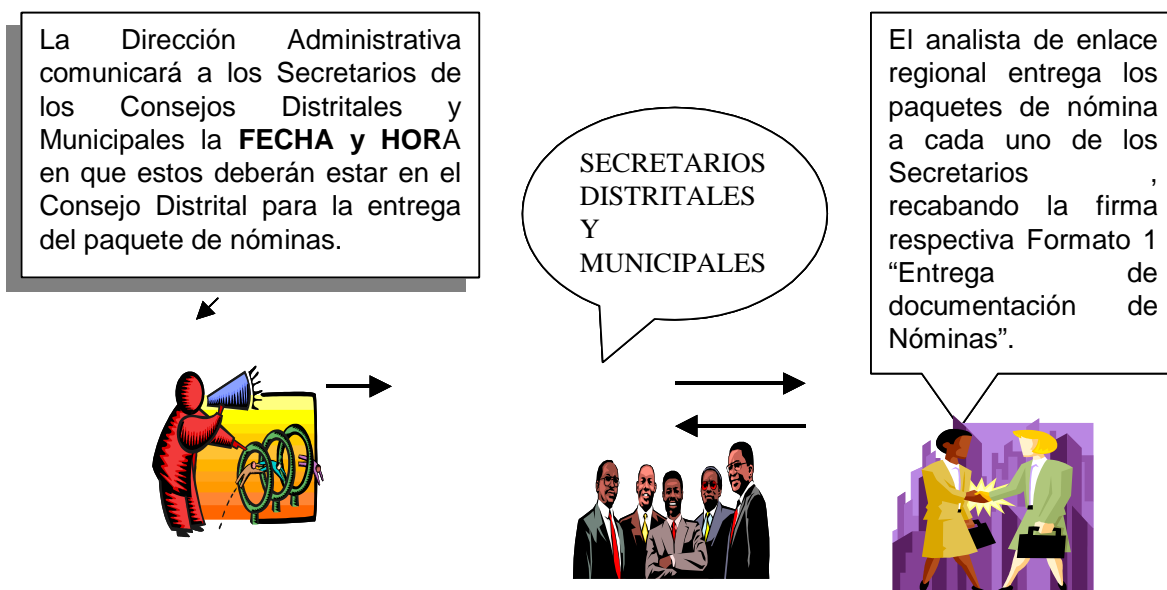 La Dirección Administrativa
comunicará a los Secretarios de
los Consejos Distritales y
Municipales la FECHA y HORA
en que estos deberán estar en el
Consejo Distrital para la entrega
del paquete de nóminas.
SECRETARIOS
DISTRITALES
Y
MUNICIPALES
El analista de enlace
regional entrega los
paquetes de nómina
a cada uno de los
Secretarios ,
recabando la firma
respectiva Formato 1
“Entrega de
documentación de
Nóminas”.